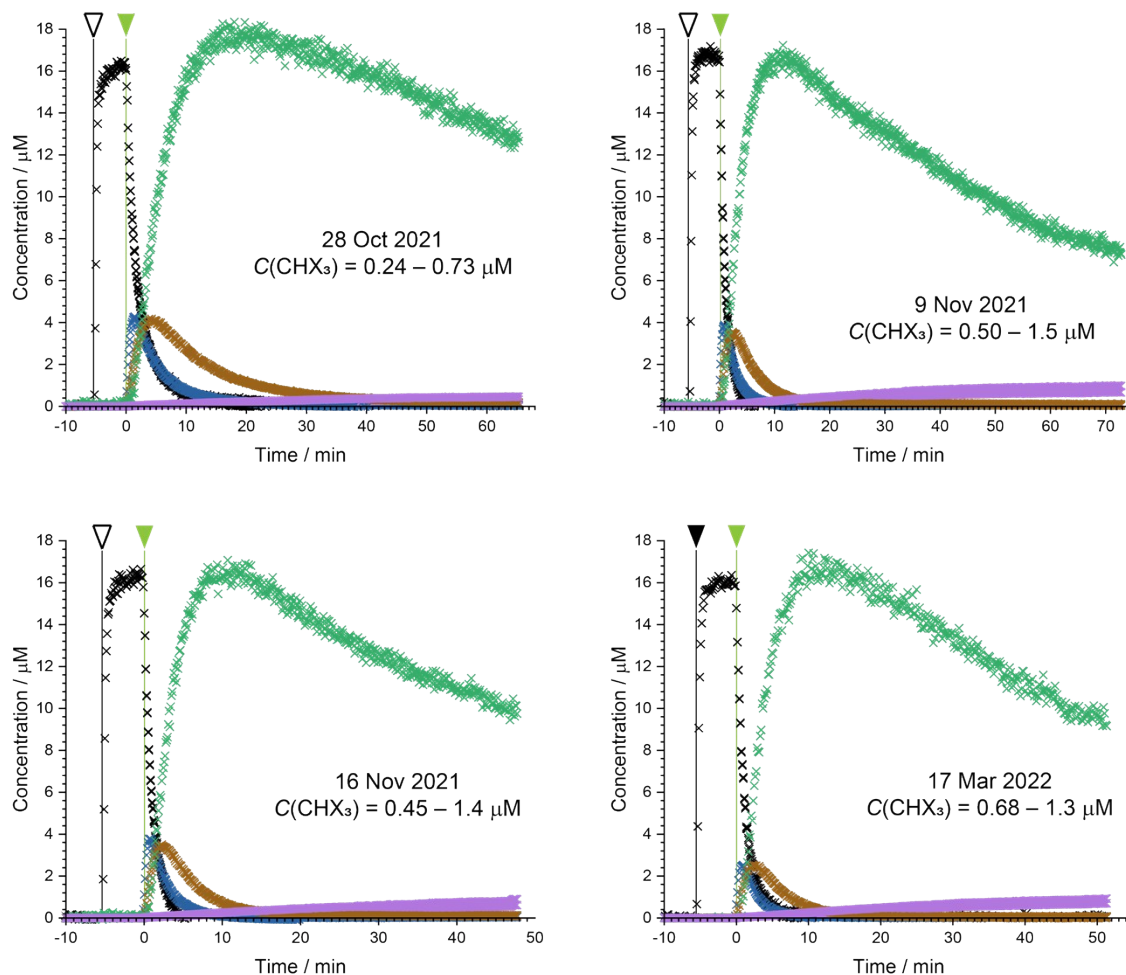 18
16
14
12
10
8
6
4
2
0
Concentration / μM
28 Oct 2021
C(CHX₃) = 0.24 – 0.73 μM
-10 0 10 20 30 40 50 60
Time / min
18
16
14
12
10
8
6
4
2
0
Concentration / μM
9 Nov 2021
C(CHX₃) = 0.50 – 1.5 μM
-10 0 10 20 30 40 50 60 70
Time / min
18
16
14
12
10
8
6
4
2
0
Concentration / μM
16 Nov 2021
C(CHX₃) = 0.45 – 1.4 μM
-10 0 10 20 30 40 50
Time / min
18
16
14
12
10
8
6
4
2
0
Concentration / μM
17 Mar 2022
C(CHX₃) = 0.68 – 1.3 μM
-10 0 10 20 30 40 50
Time / min